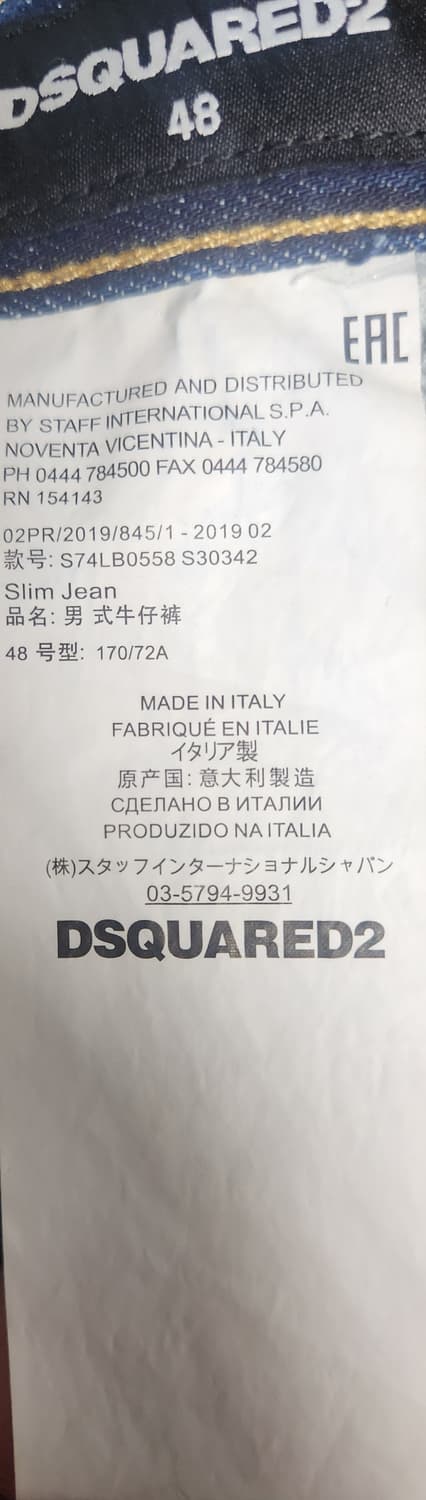 DSQUARED2
48
EAC
MANUFACTURED AND DISTRIBUTED
BY STAFF INTERNATIONAL S.P.A.
NOVENTA VICENTINA - ITALY
PH 0444 784500 FAX 0444 784580
RN 154143
02PR/2019/845/1 - 2019 02
款号: S74LB0558 S30342
Slim Jean
品名: 男 式牛仔裤
48 号型: 170/72A
MADE IN ITALY
FABRIQUÉ EN ITALIE
イタリア製
原产国: 意大利製造
СДЕЛАНО В ИТАЛИИ
PRODUZIDO NA ITALIA
(株)スタッフインターナショナルシャパン
03-5794-9931
DSQUARED2